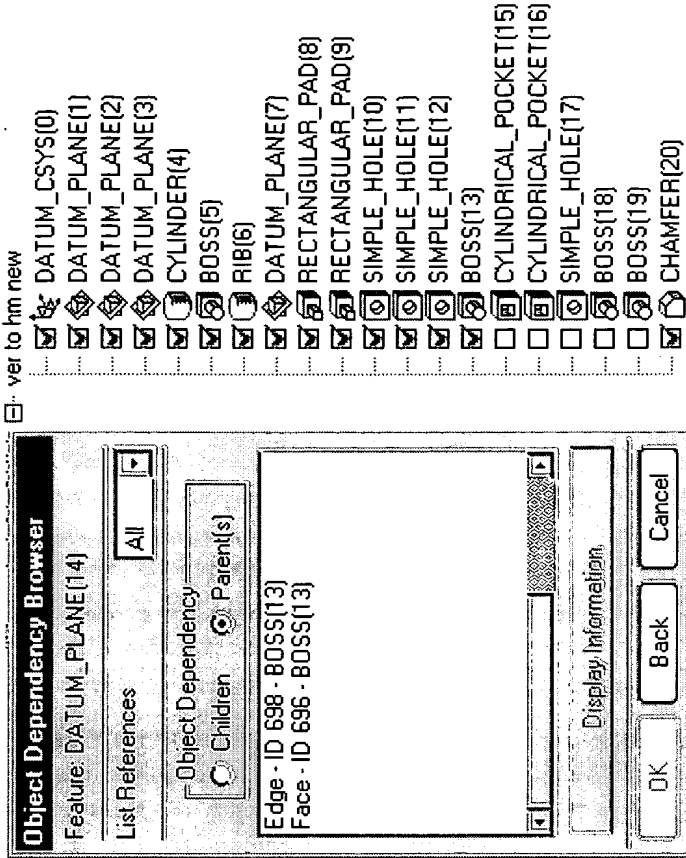 Object Dependency Browser
Feature: DATUM_PLANE(14)
List References
All
Object Dependency
Children
Parent(s)
Edge - ID 698 - BOSS(13)
Face - ID 696 - BOSS(13)
Display Information
OK
Back
Cancel
ver to hm new
DATUM_CSYS(0)
DATUM_PLANE(1)
DATUM_PLANE(2)
DATUM_PLANE(3)
CYLINDER(4)
BOSS(5)
RIB(6)
DATUM_PLANE(7)
RECTANGULAR_PAD(8)
RECTANGULAR_PAD(9)
SIMPLE_HOLE(10)
SIMPLE_HOLE(11)
SIMPLE_HOLE(12)
BOSS(13)
CYLINDRICAL_POCKET(15)
CYLINDRICAL_POCKET(16)
SIMPLE_HOLE(17)
BOSS(18)
BOSS(19)
CHAMFER(20)